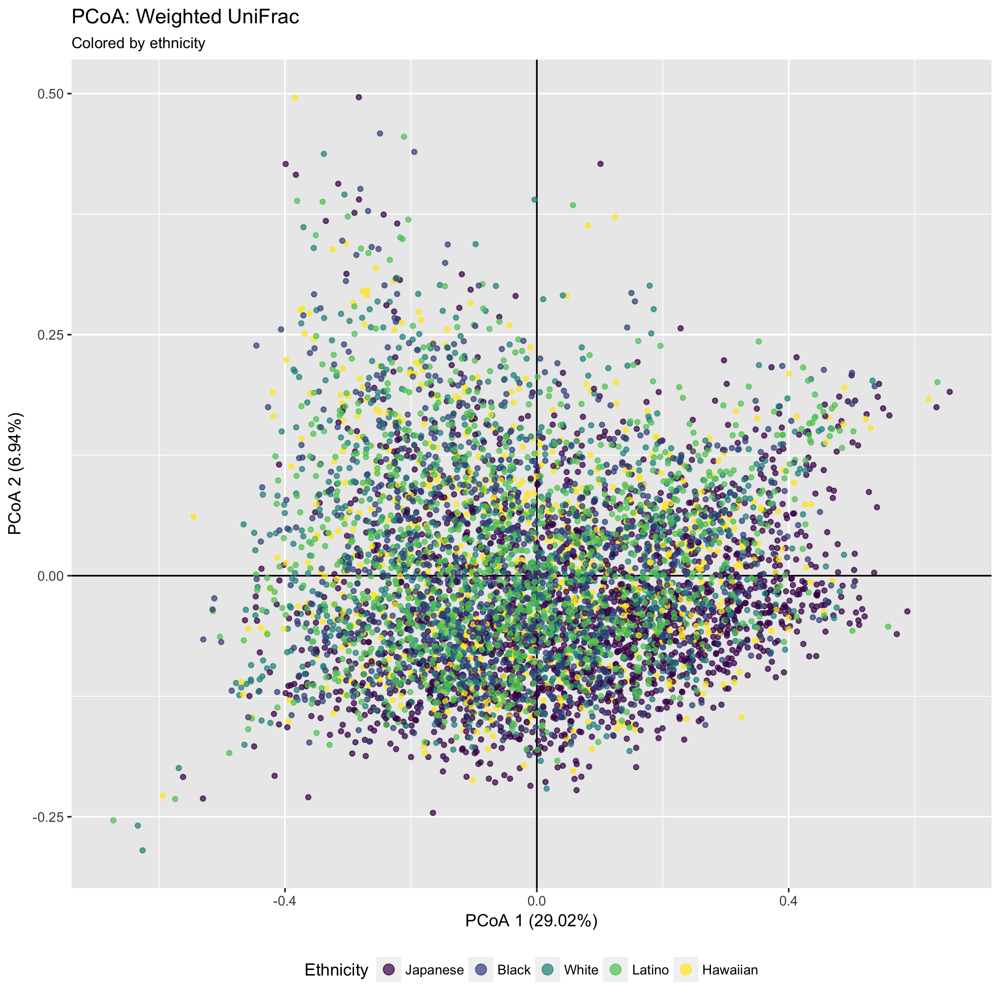 PCoA: Weighted UniFrac
Colored by ethnicity
PCoA 2 (6.94%)
0.50
0.25
0.00
-0.25
-0.4 0.0 0.4
PCoA 1 (29.02%)
Ethnicity Japanese Black White Latino Hawaiian